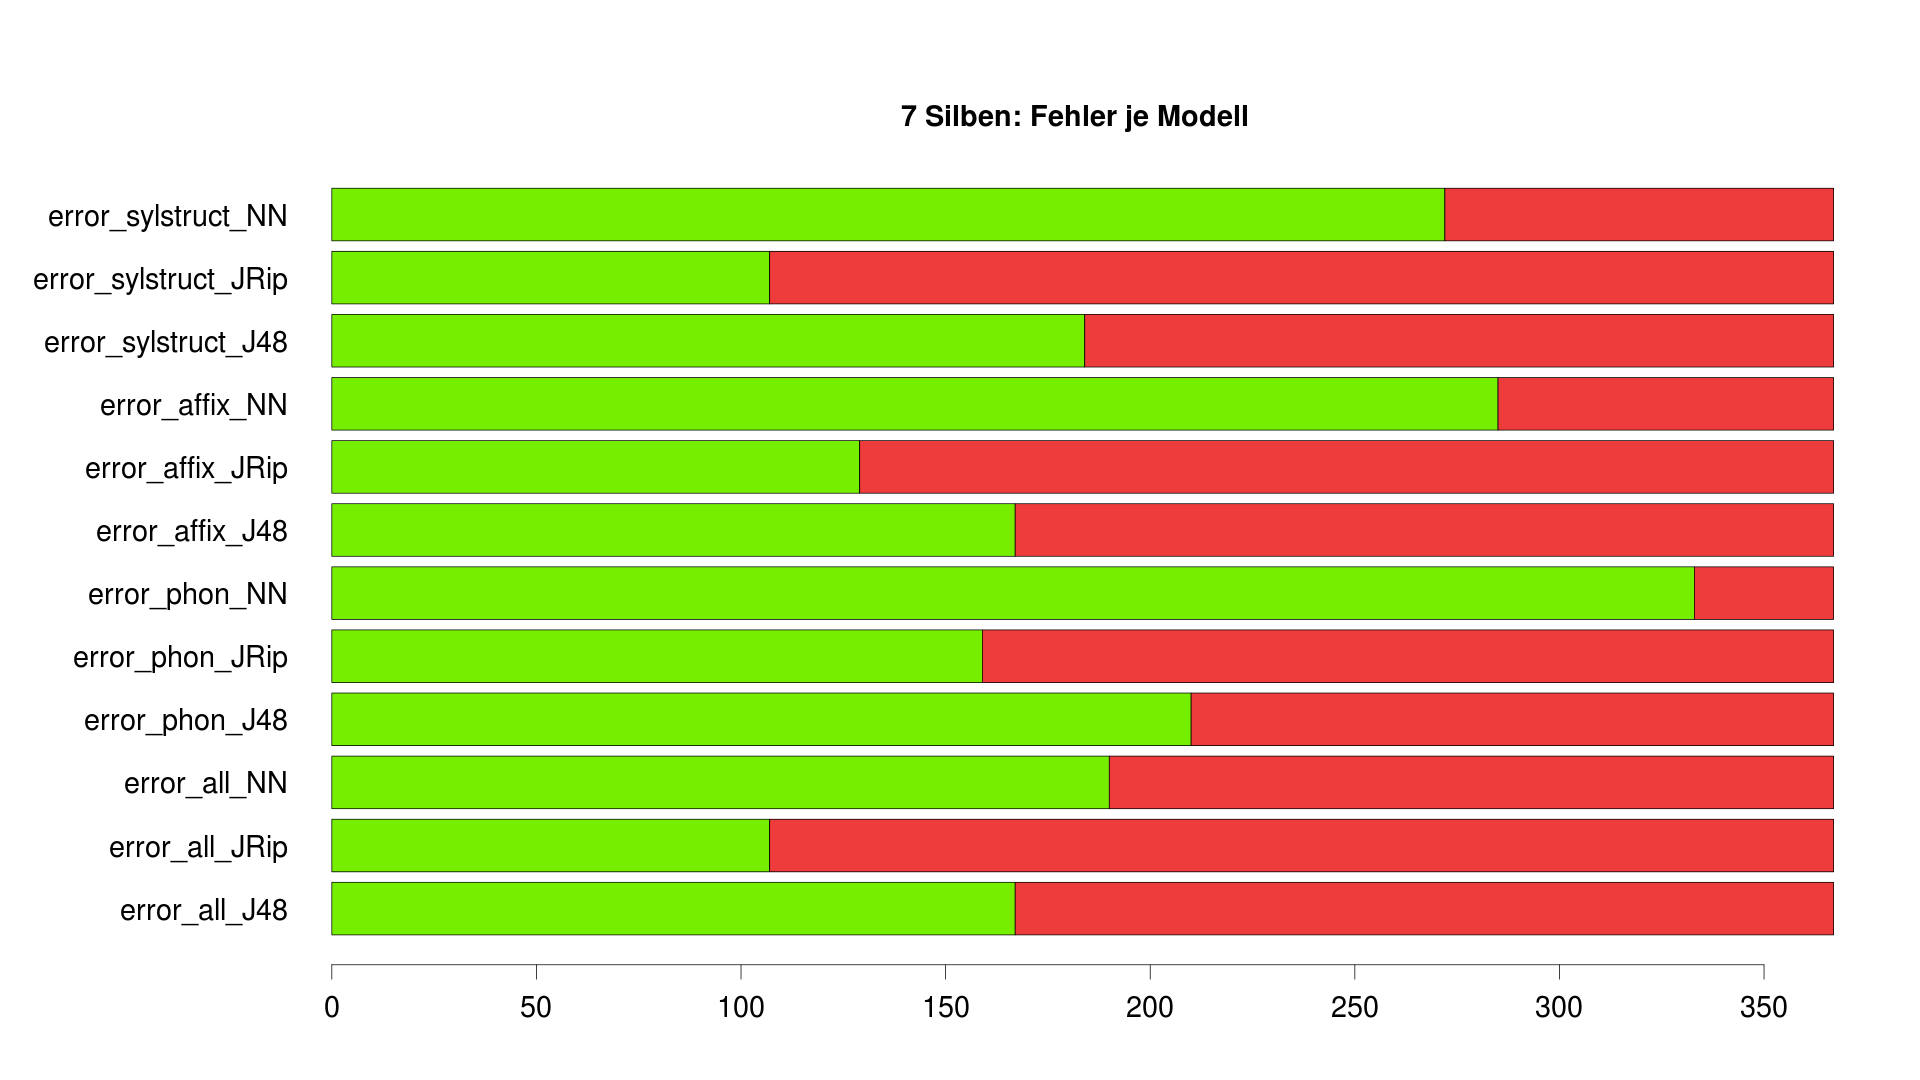 7 Silben: Fehler je Modell
error_sylstruct_NN
error_sylstruct_JRip
error_sylstruct_J48
error_affix_NN
error_affix_JRip
error_affix_J48
error_phon_NN
error_phon_JRip
error_phon_J48
error_all_NN
error_all_JRip
error_all_J48
0 50 100 150 200 250 300 350